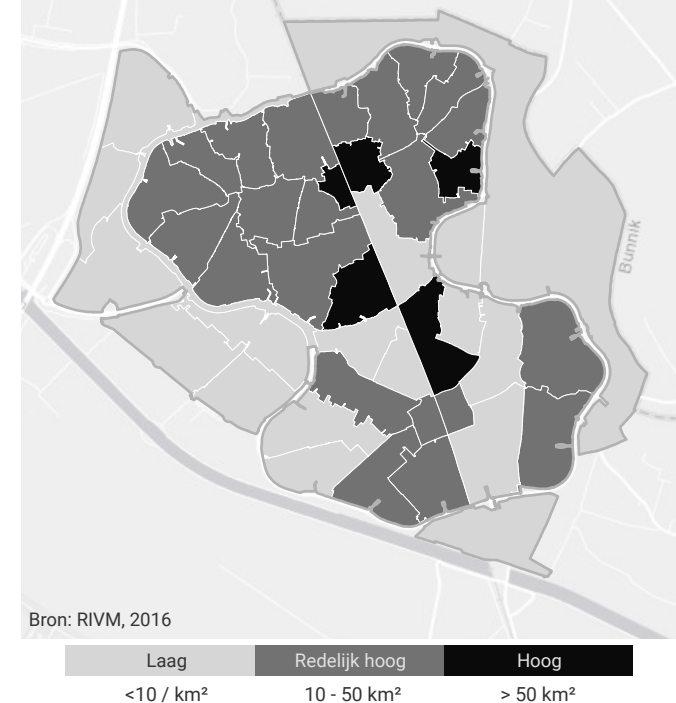 Bunnik
Bron: RIVM, 2016
Laag
Redelijk hoog
Hoog
<10 / km²
10 - 50 km²
> 50 km²